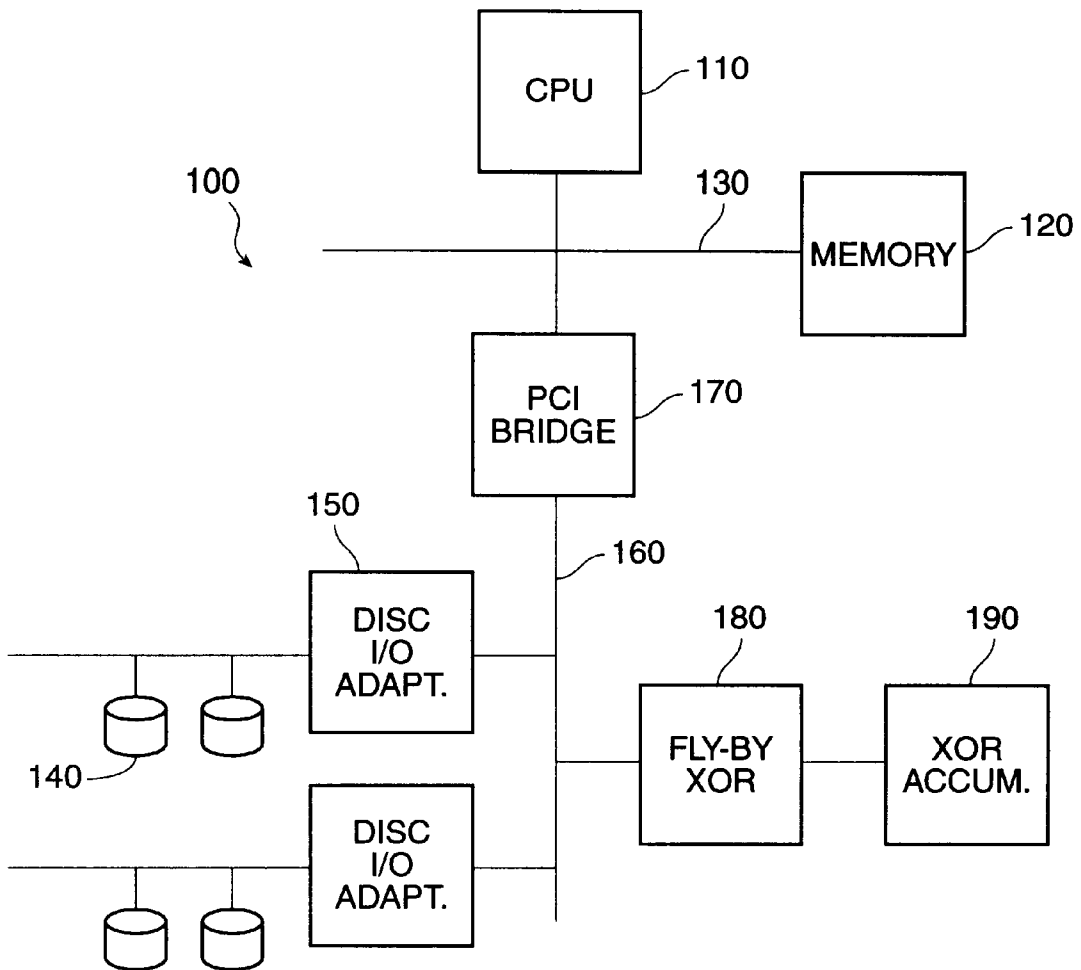 CPU
110
100
130
MEMORY
120
PCI
BRIDGE
170
150
160
DISC
I/O
ADAPT.
180
190
FLY-BY
XOR
XOR
ACCUM.
140
DISC
I/O
ADAPT.